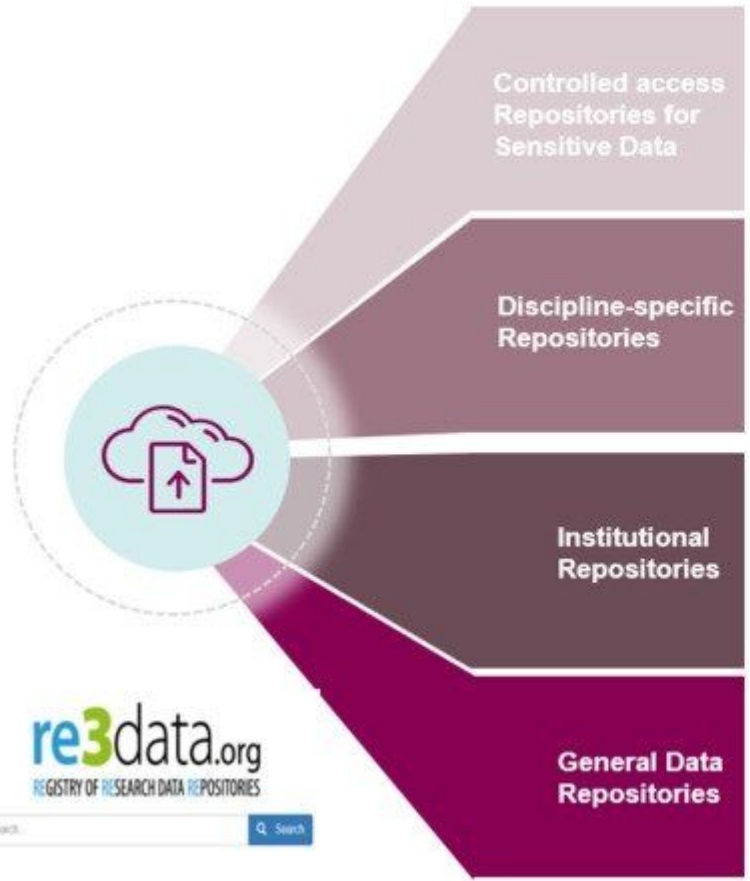 Controlled access
Repositories for
Sensitive Data
Discipline-specific
Repositories
Institutional
Repositories
General Data
Repositories
re3data.org
REGISTRY OF RESEARCH DATA REPOSITORIES
Search